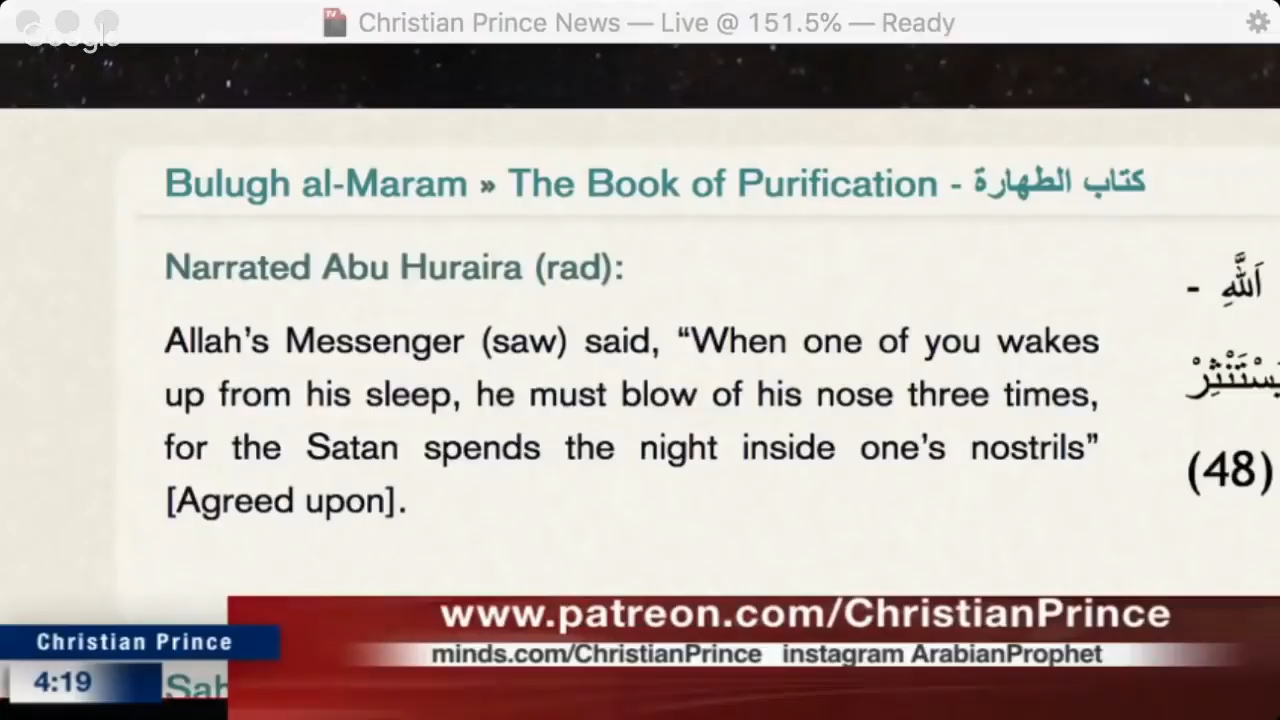 Christian Prince News — Live @ 151.5% — Ready
Google
Bulugh al-Maram » The Book of Purification - كتاب الطهارة
Narrated Abu Huraira (rad):
Allah’s Messenger (saw) said, “When one of you wakes
up from his sleep, he must blow of his nose three times,
for the Satan spends the night inside one’s nostrils”
[Agreed upon].
اَللَّهِ -
(48)
www.patreon.com/ChristianPrince
minds.com/ChristianPrince instagram ArabianProphet
Christian Prince
4:19